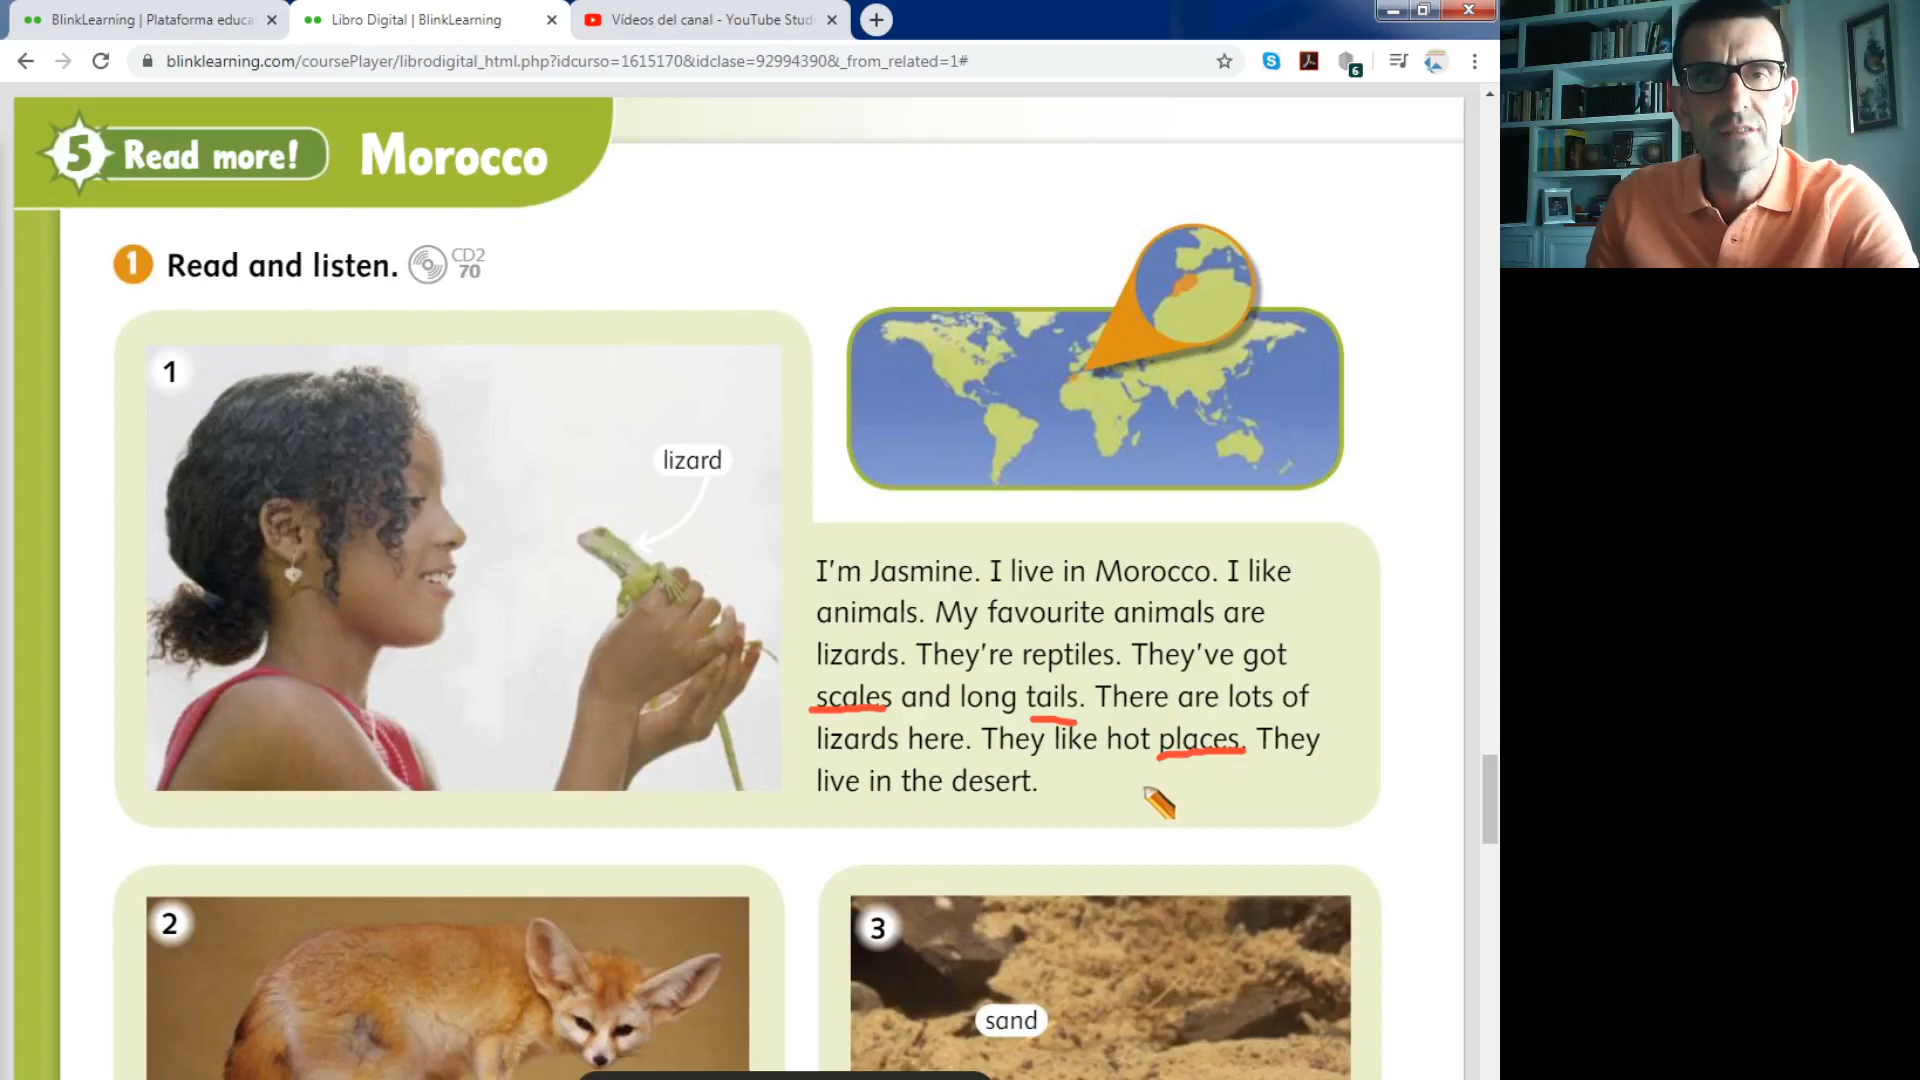 BlinkLearning | Plataforma educa
Libro Digital | BlinkLearning
Vídeos del canal - YouTube Studi
blinklearning.com/coursePlayer/librodigital_html.php?idcurso=1615170&idclase=92994390&_from_related=1#
6
5 Read more! Morocco
1 Read and listen. CD2 70
1
lizard
I'm Jasmine. I live in Morocco. I like
animals. My favourite animals are
lizards. They're reptiles. They've got
scales and long tails. There are lots of
lizards here. They like hot places. They
live in the desert.
2
3
sand